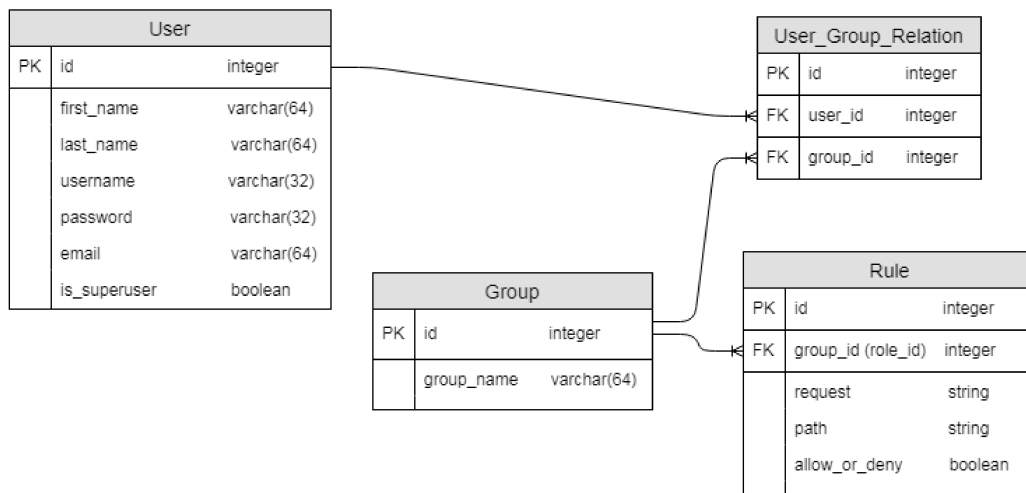 User
PK id integer
first_name varchar(64)
last_name varchar(64)
username varchar(32)
password varchar(32)
email varchar(64)
is_superuser boolean
User_Group_Relation
PK id integer
FK user_id integer
FK group_id integer
Group
PK id integer
group_name varchar(64)
Rule
PK id integer
FK group_id (role_id) integer
request string
path string
allow_or_deny boolean